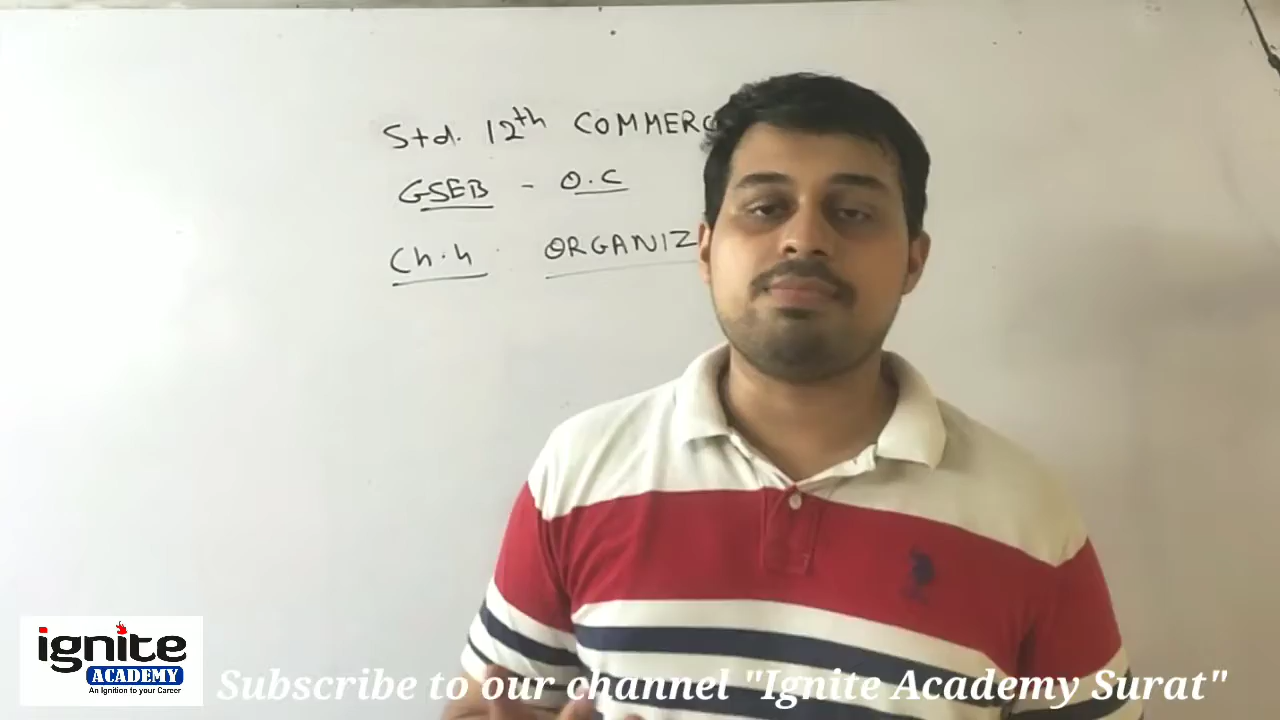 Std. 12th COMMERC
GSEB - O.C
Ch.4 ORGANIZ
ignite
ACADEMY
An Ignition to your Career
Subscribe to our channel "Ignite Academy Surat"